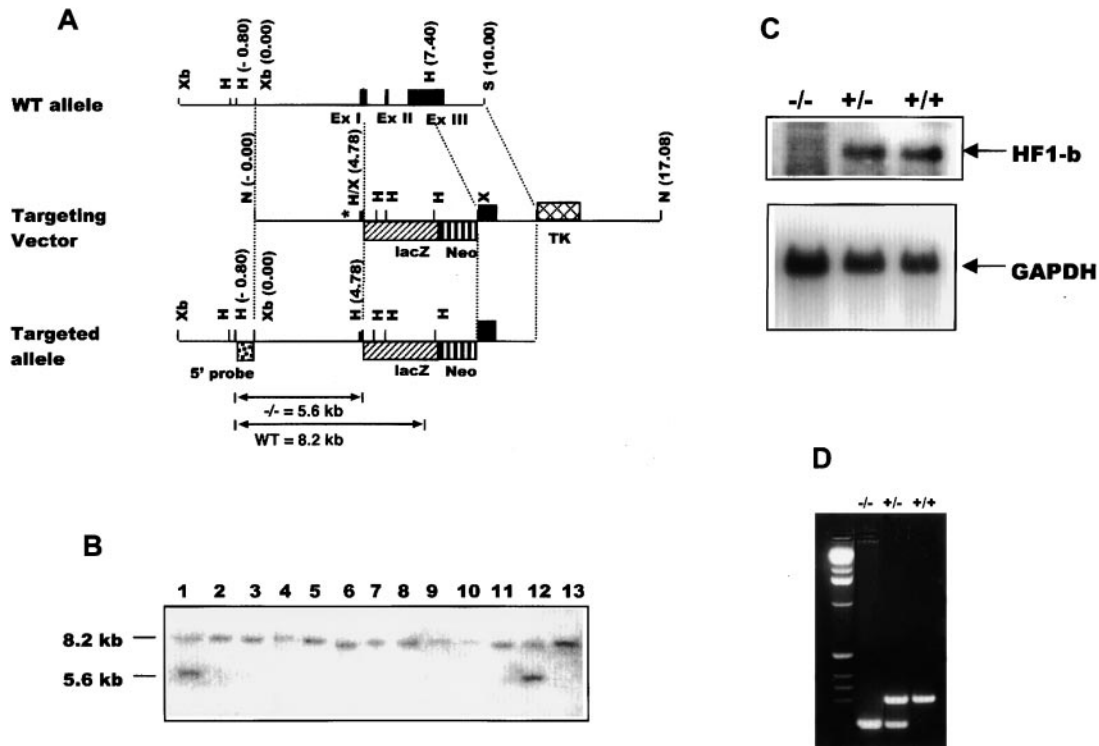 A
Xb
H
H (- 0.80)
Xb (0.00)
H (7.40)
S (10.00)
WT allele
Ex I
Ex II
Ex III
N (- 0.00)
H/X (4.78)
H
H
H
X
N (17.08)
*
Targeting
Vector
lacZ
Neo
TK
Xb
H
H (-0.80)
Xb (0.00)
H (4.78)
H
H
H
Targeted
allele
5' probe
lacZ
Neo
-/- = 5.6 kb
WT = 8.2 kb
B
1 2 3 4 5 6 7 8 9 10 11 12 13
8.2 kb
5.6 kb
C
-/- +/- +/+
HF1-b
GAPDH
D
-/- +/- +/+